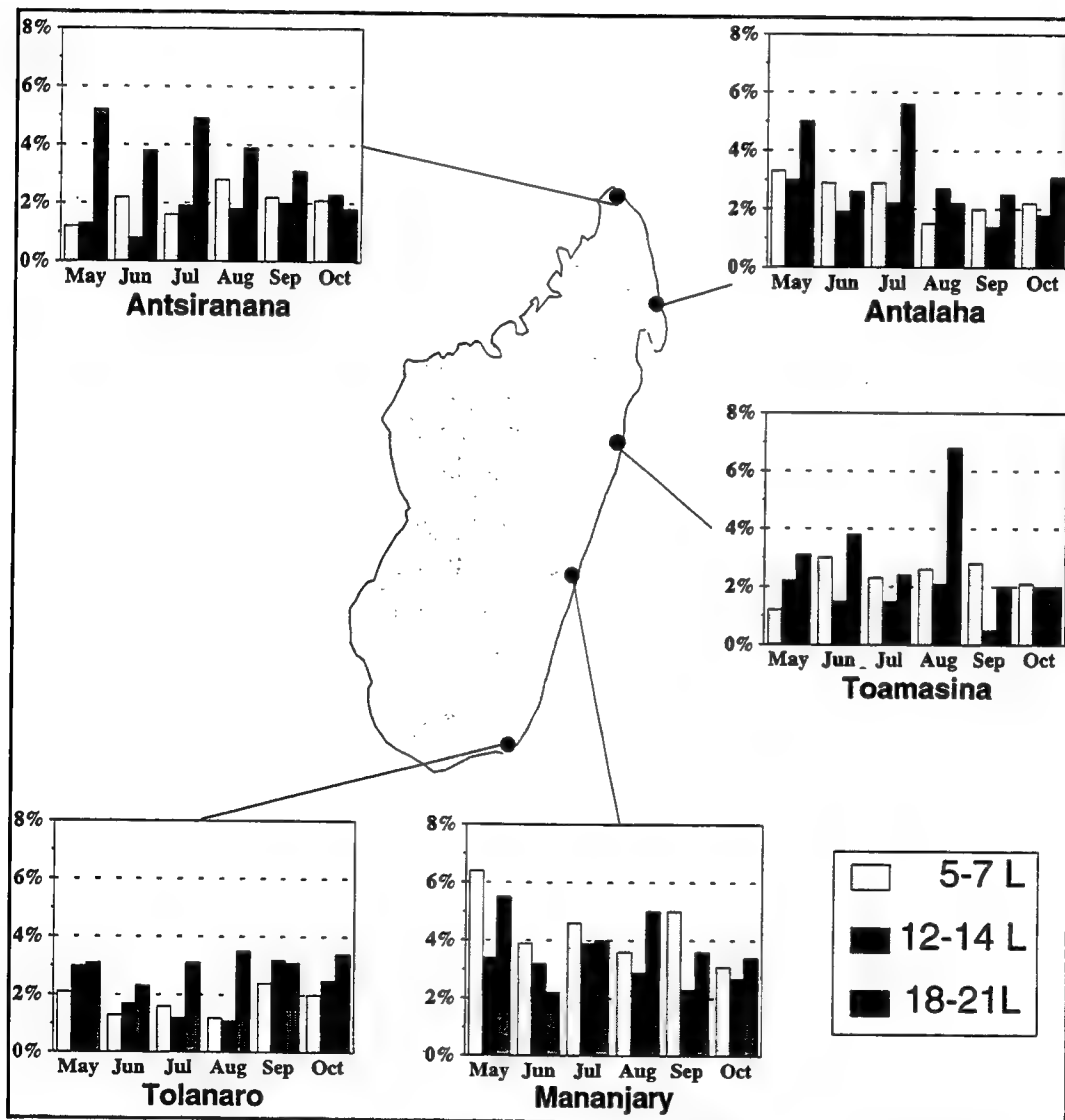 8%
6%
4%
2%
0%
May Jun Jul Aug Sep Oct
Antsiranana
8%
6%
4%
2%
0%
May Jun Jul Aug Sep Oct
Antalaha
8%
6%
4%
2%
0%
May Jun Jul Aug Sep Oct
Toamasina
8%
6%
4%
2%
0%
May Jun Jul Aug Sep Oct
Tolanaro
8%
6%
4%
2%
0%
May Jun Jul Aug Sep Oct
Mananjary
5-7 L
12-14 L
18-21L